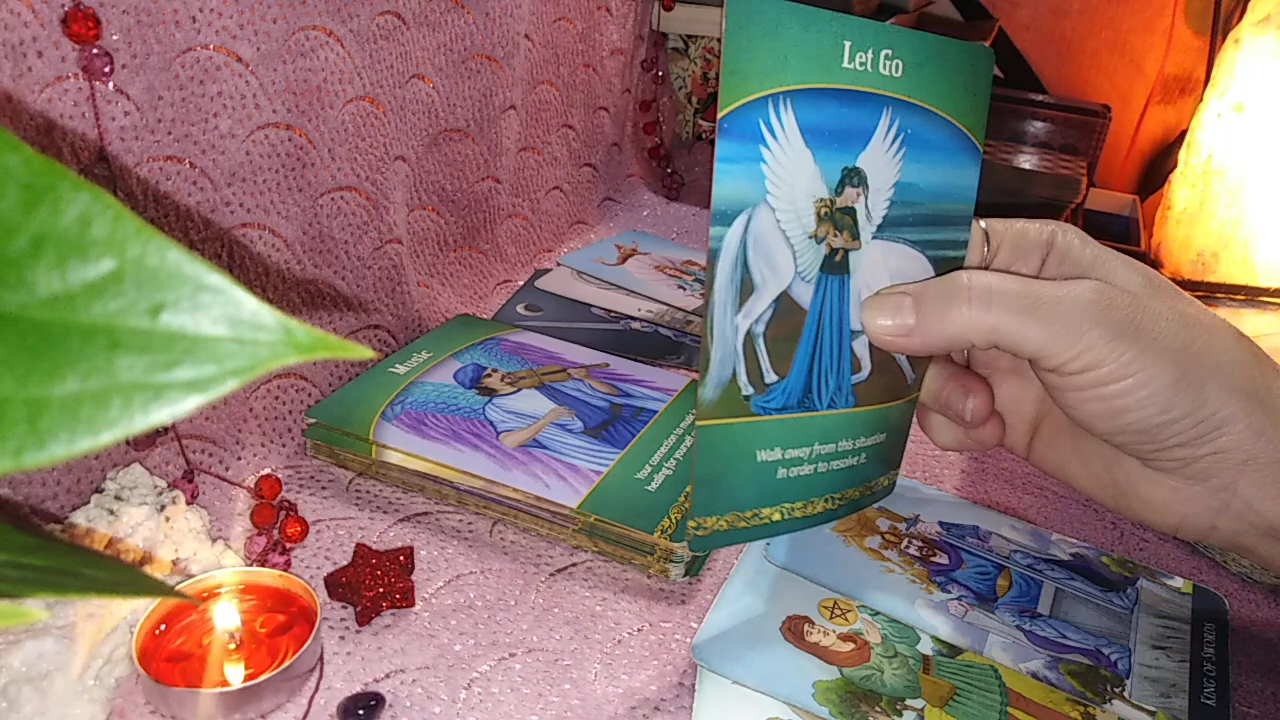 Let Go
Walk away from this situation
in order to resolve it.
Music
Your connection to music is
healing for yourself
KING OF SWORDS